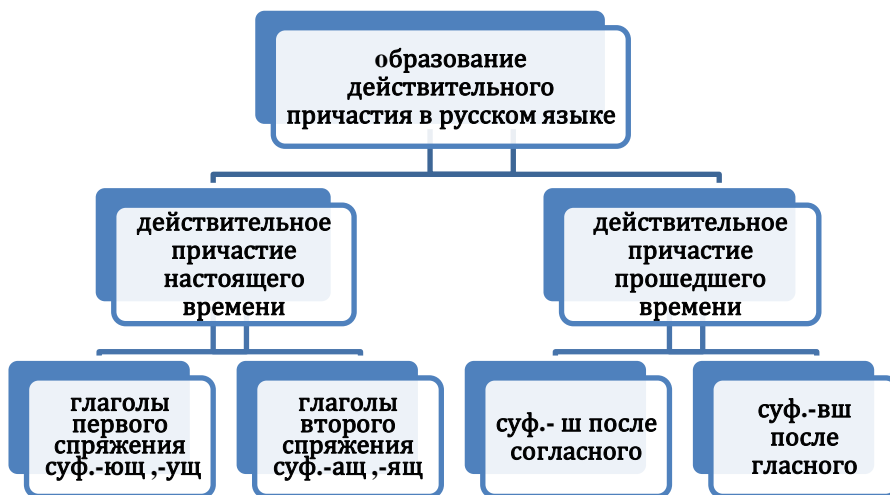 образование
действительного
причастия в русском языке
действительное
причастие
настоящего
времени
действительное
причастие
прошедшего
времени
глаголы
первого
спряжения
суф.-ющ ,-ущ
глаголы
второго
спряжения
суф.-ащ ,-ящ
суф.- ш после
согласного
суф.-вш
после
гласного